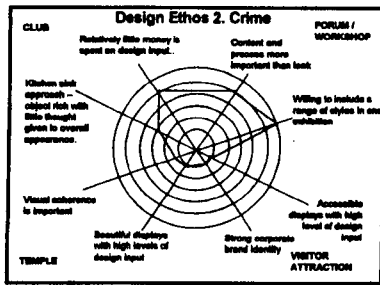 Design Ethos 2. Crime
CLUB
FORUM /
WORKSHOP
Relatively little money is
spent on design input..
Content and
process more
important than look
Kitchen sink
approach –
object rich with
little thought
given to overall
appearance.
Willing to include a
range of styles in one
exhibition
Visual coherence
is important
Accessible
displays with high
level of design
input
Beautiful displays
with high levels of
design input
Strong corporate
brand identity
TEMPLE
VISITOR
ATTRACTION